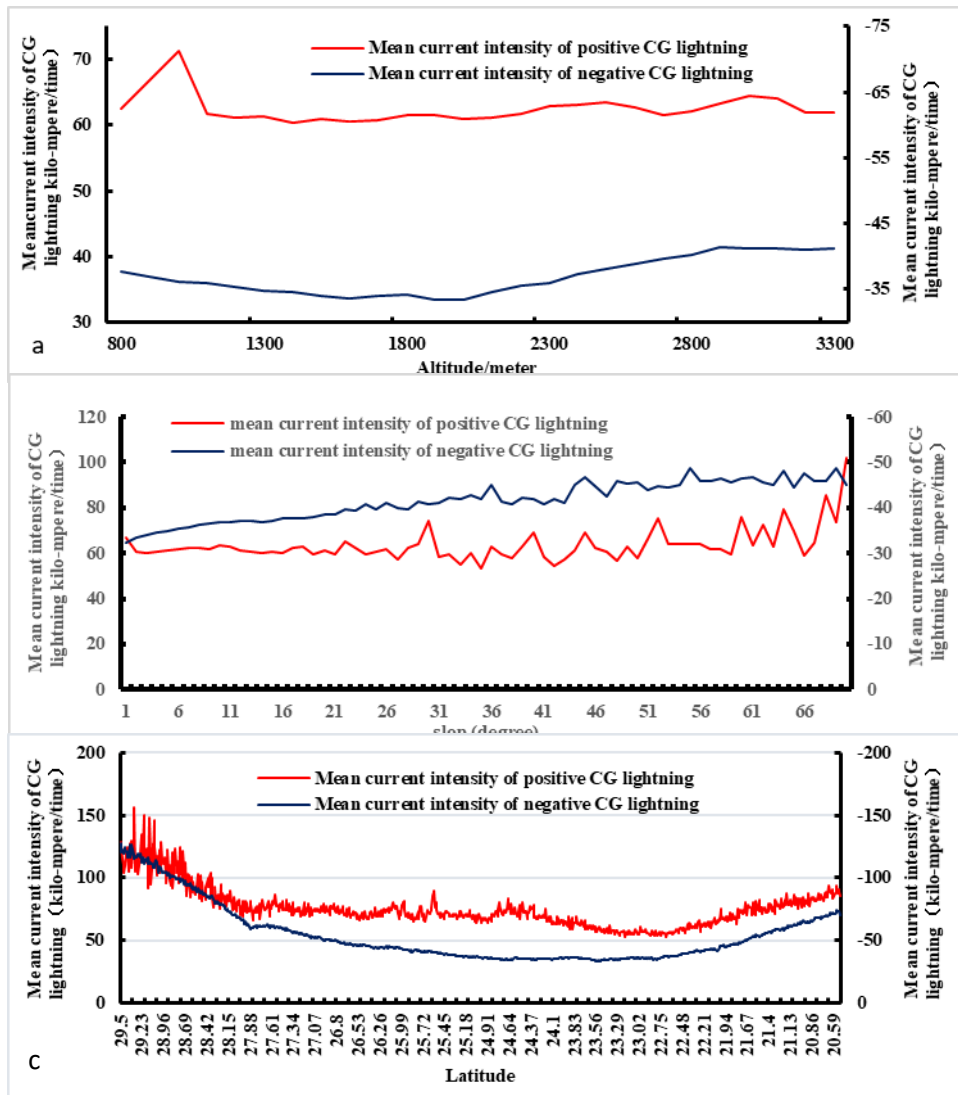 Meancurrent intensity of CG
lightning kilo-mpere/time）
70
60
50
40
30
Mean current intensity of positive CG lightning
Mean current intensity of negative CG lightning
-75
-65
-55
-45
-35
Mean current intensity of CG
lightning kilo-mpere/time）
800 1300 1800 2300 2800 3300
a
Altitude/meter
Mean current intensity of CG
lightning kilo-mpere/time）
120
100
80
60
40
20
0
mean current intensity of positive CG lightning
mean current intensity of negative CG lightning
-60
-50
-40
-30
-20
-10
0
Mean current intensity of CG
lightning kilo-mpere/time）
1 6 11 16 21 26 31 36 41 46 51 56 61 66
slop (degree)
Mean current intensity of CG
lightning（kilo-mpere/time）
200
150
100
50
0
Mean current intensity of positive CG lightning
Mean current intensity of negative CG lightning
-200
-150
-100
-50
0
Mean current intensity of CG
lightning（kilo-mpere/time）
29.5 29.23 28.96 28.69 28.42 28.15 27.88 27.61 27.34 27.07 26.8 26.53 26.26 25.99 25.72 25.45 25.18 24.91 24.64 24.37 24.1 23.83 23.56 23.29 23.02 22.75 22.48 22.21 21.94 21.67 21.4 21.13 20.86 20.59
c
Latitude